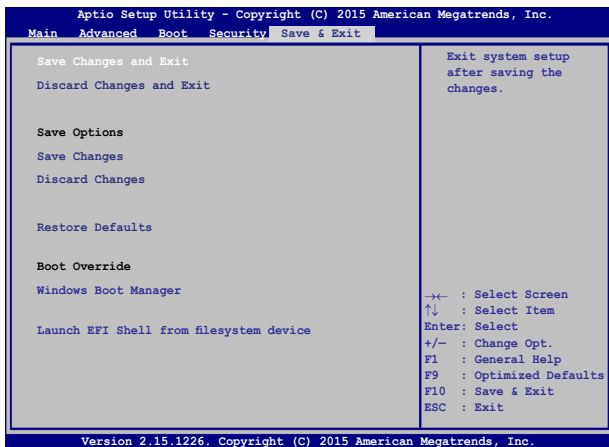 Aptio Setup Utility - Copyright (C) 2015 American Megatrends, Inc.
Main Advanced Boot Security Save & Exit
Save Changes and Exit
Discard Changes and Exit
Save Options
Save Changes
Discard Changes
Restore Defaults
Boot Override
Windows Boot Manager
Launch EFI Shell from filesystem device
Exit system setup
after saving the
changes.
→← : Select Screen
↑↓ : Select Item
Enter: Select
+/— : Change Opt.
F1 : General Help
F9 : Optimized Defaults
F10 : Save & Exit
ESC : Exit
Version 2.15.1226. Copyright (C) 2015 American Megatrends, Inc.